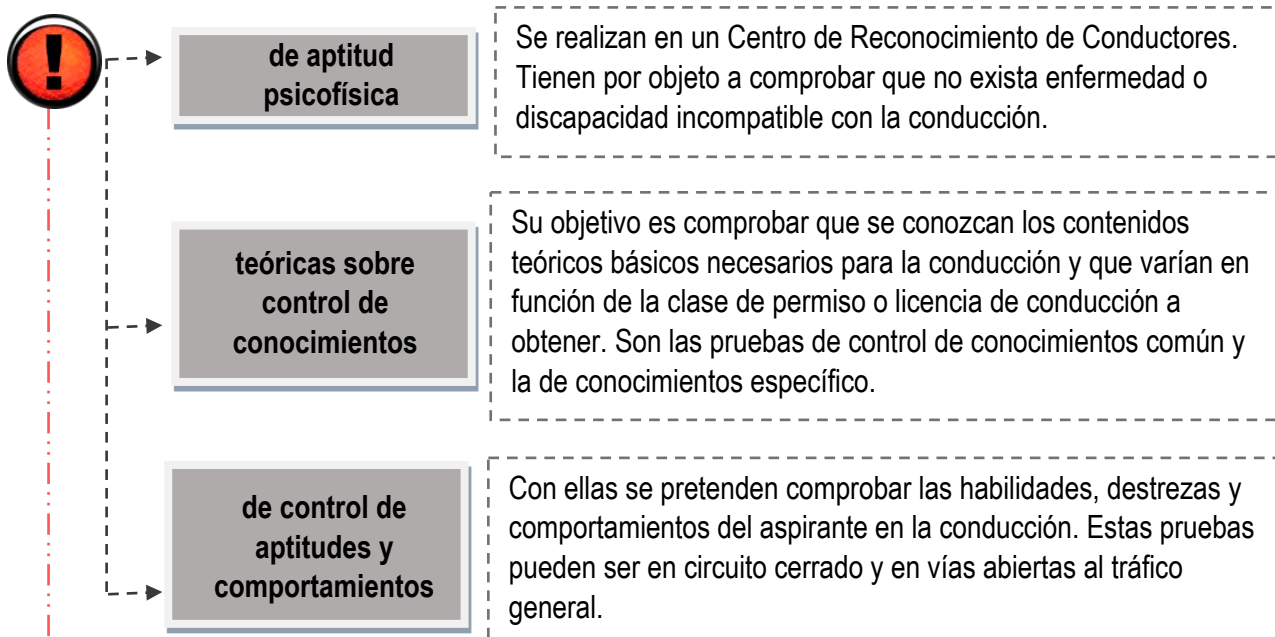 !
de aptitud
psicofísica
Se realizan en un Centro de Reconocimiento de Conductores.
Tienen por objeto a comprobar que no exista enfermedad o
discapacidad incompatible con la conducción.
teóricas sobre
control de
conocimientos
Su objetivo es comprobar que se conozcan los contenidos
teóricos básicos necesarios para la conducción y que varían en
función de la clase de permiso o licencia de conducción a
obtener. Son las pruebas de control de conocimientos común y
la de conocimientos específico.
de control de
aptitudes y
comportamientos
Con ellas se pretenden comprobar las habilidades, destrezas y
comportamientos del aspirante en la conducción. Estas pruebas
pueden ser en circuito cerrado y en vías abiertas al tráfico
general.